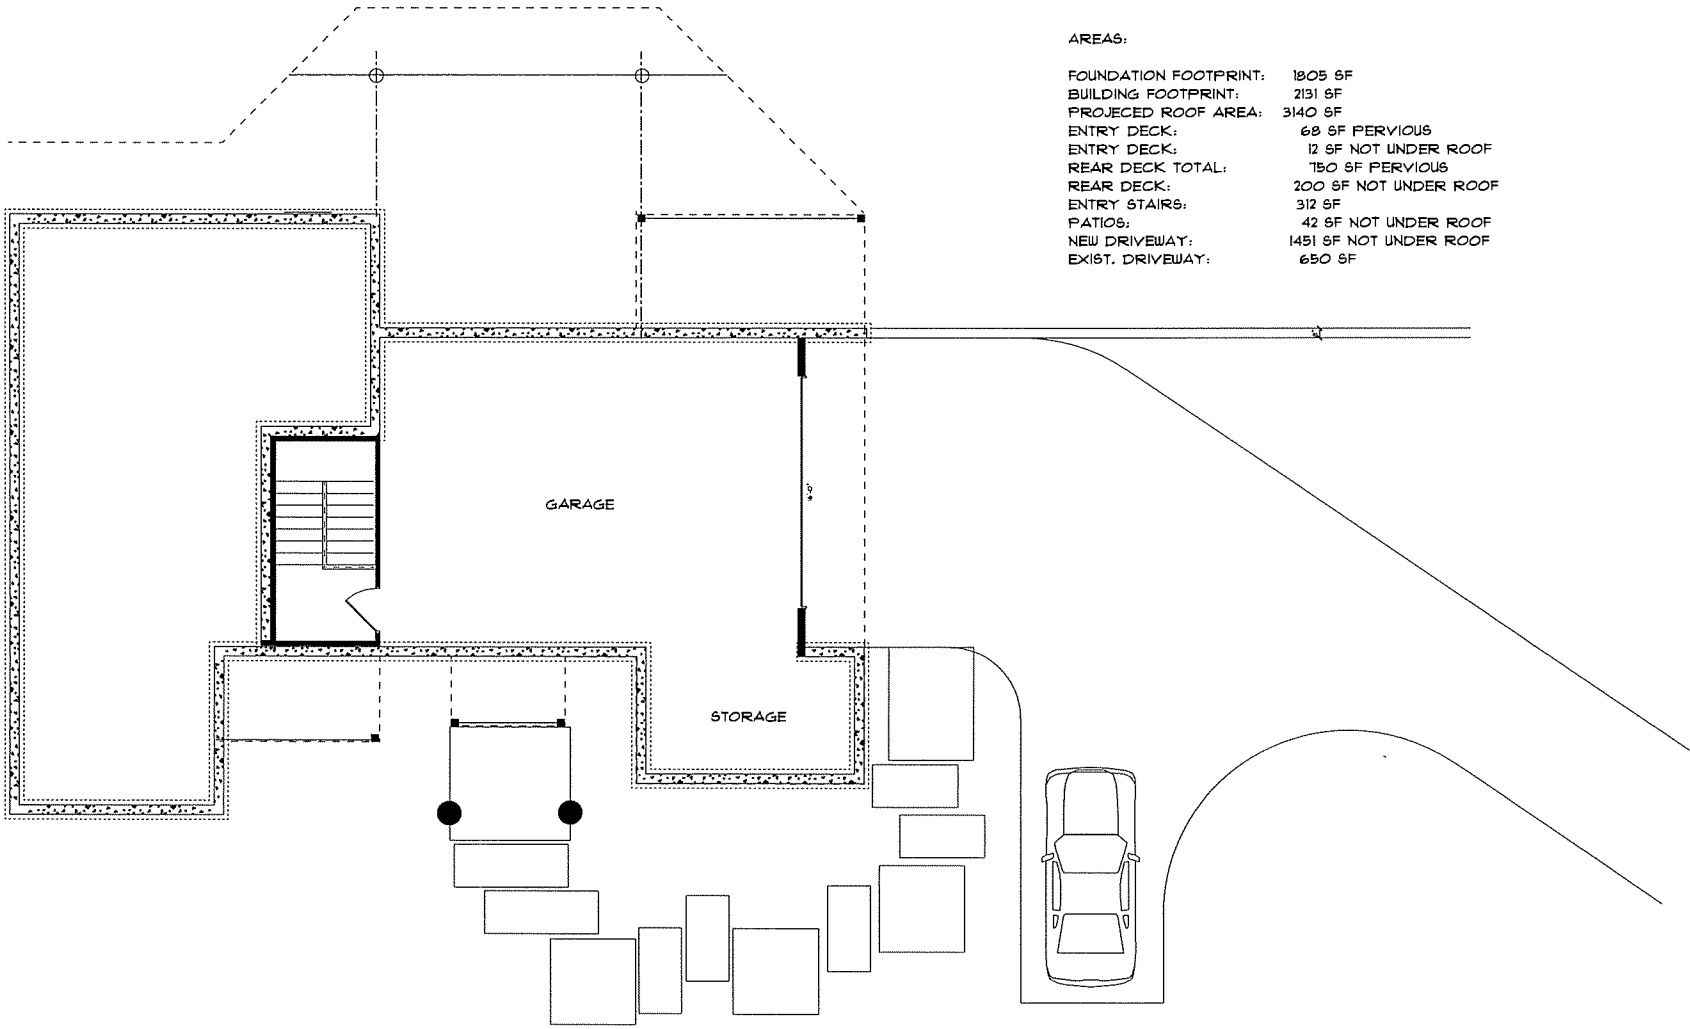 AREAS:
FOUNDATION FOOTPRINT: 1805 SF
BUILDING FOOTPRINT: 2131 SF
PROJECED ROOF AREA: 3140 SF
ENTRY DECK: 68 SF PERVIOUS
ENTRY DECK: 12 SF NOT UNDER ROOF
REAR DECK TOTAL: 750 SF PERVIOUS
REAR DECK: 200 SF NOT UNDER ROOF
ENTRY STAIRS: 312 SF
PATIOS: 42 SF NOT UNDER ROOF
NEW DRIVEWAY: 1451 SF NOT UNDER ROOF
EXIST. DRIVEWAY: 650 SF
GARAGE
STORAGE